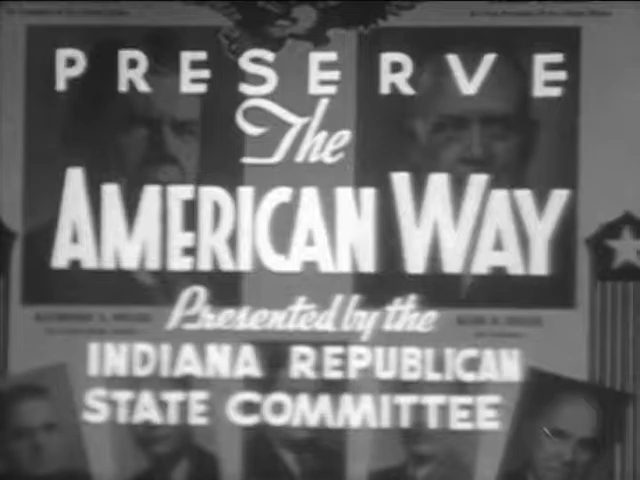 PRESERVE
The
AMERICAN WAY
Presented by the
INDIANA REPUBLICAN
STATE COMMITTEE